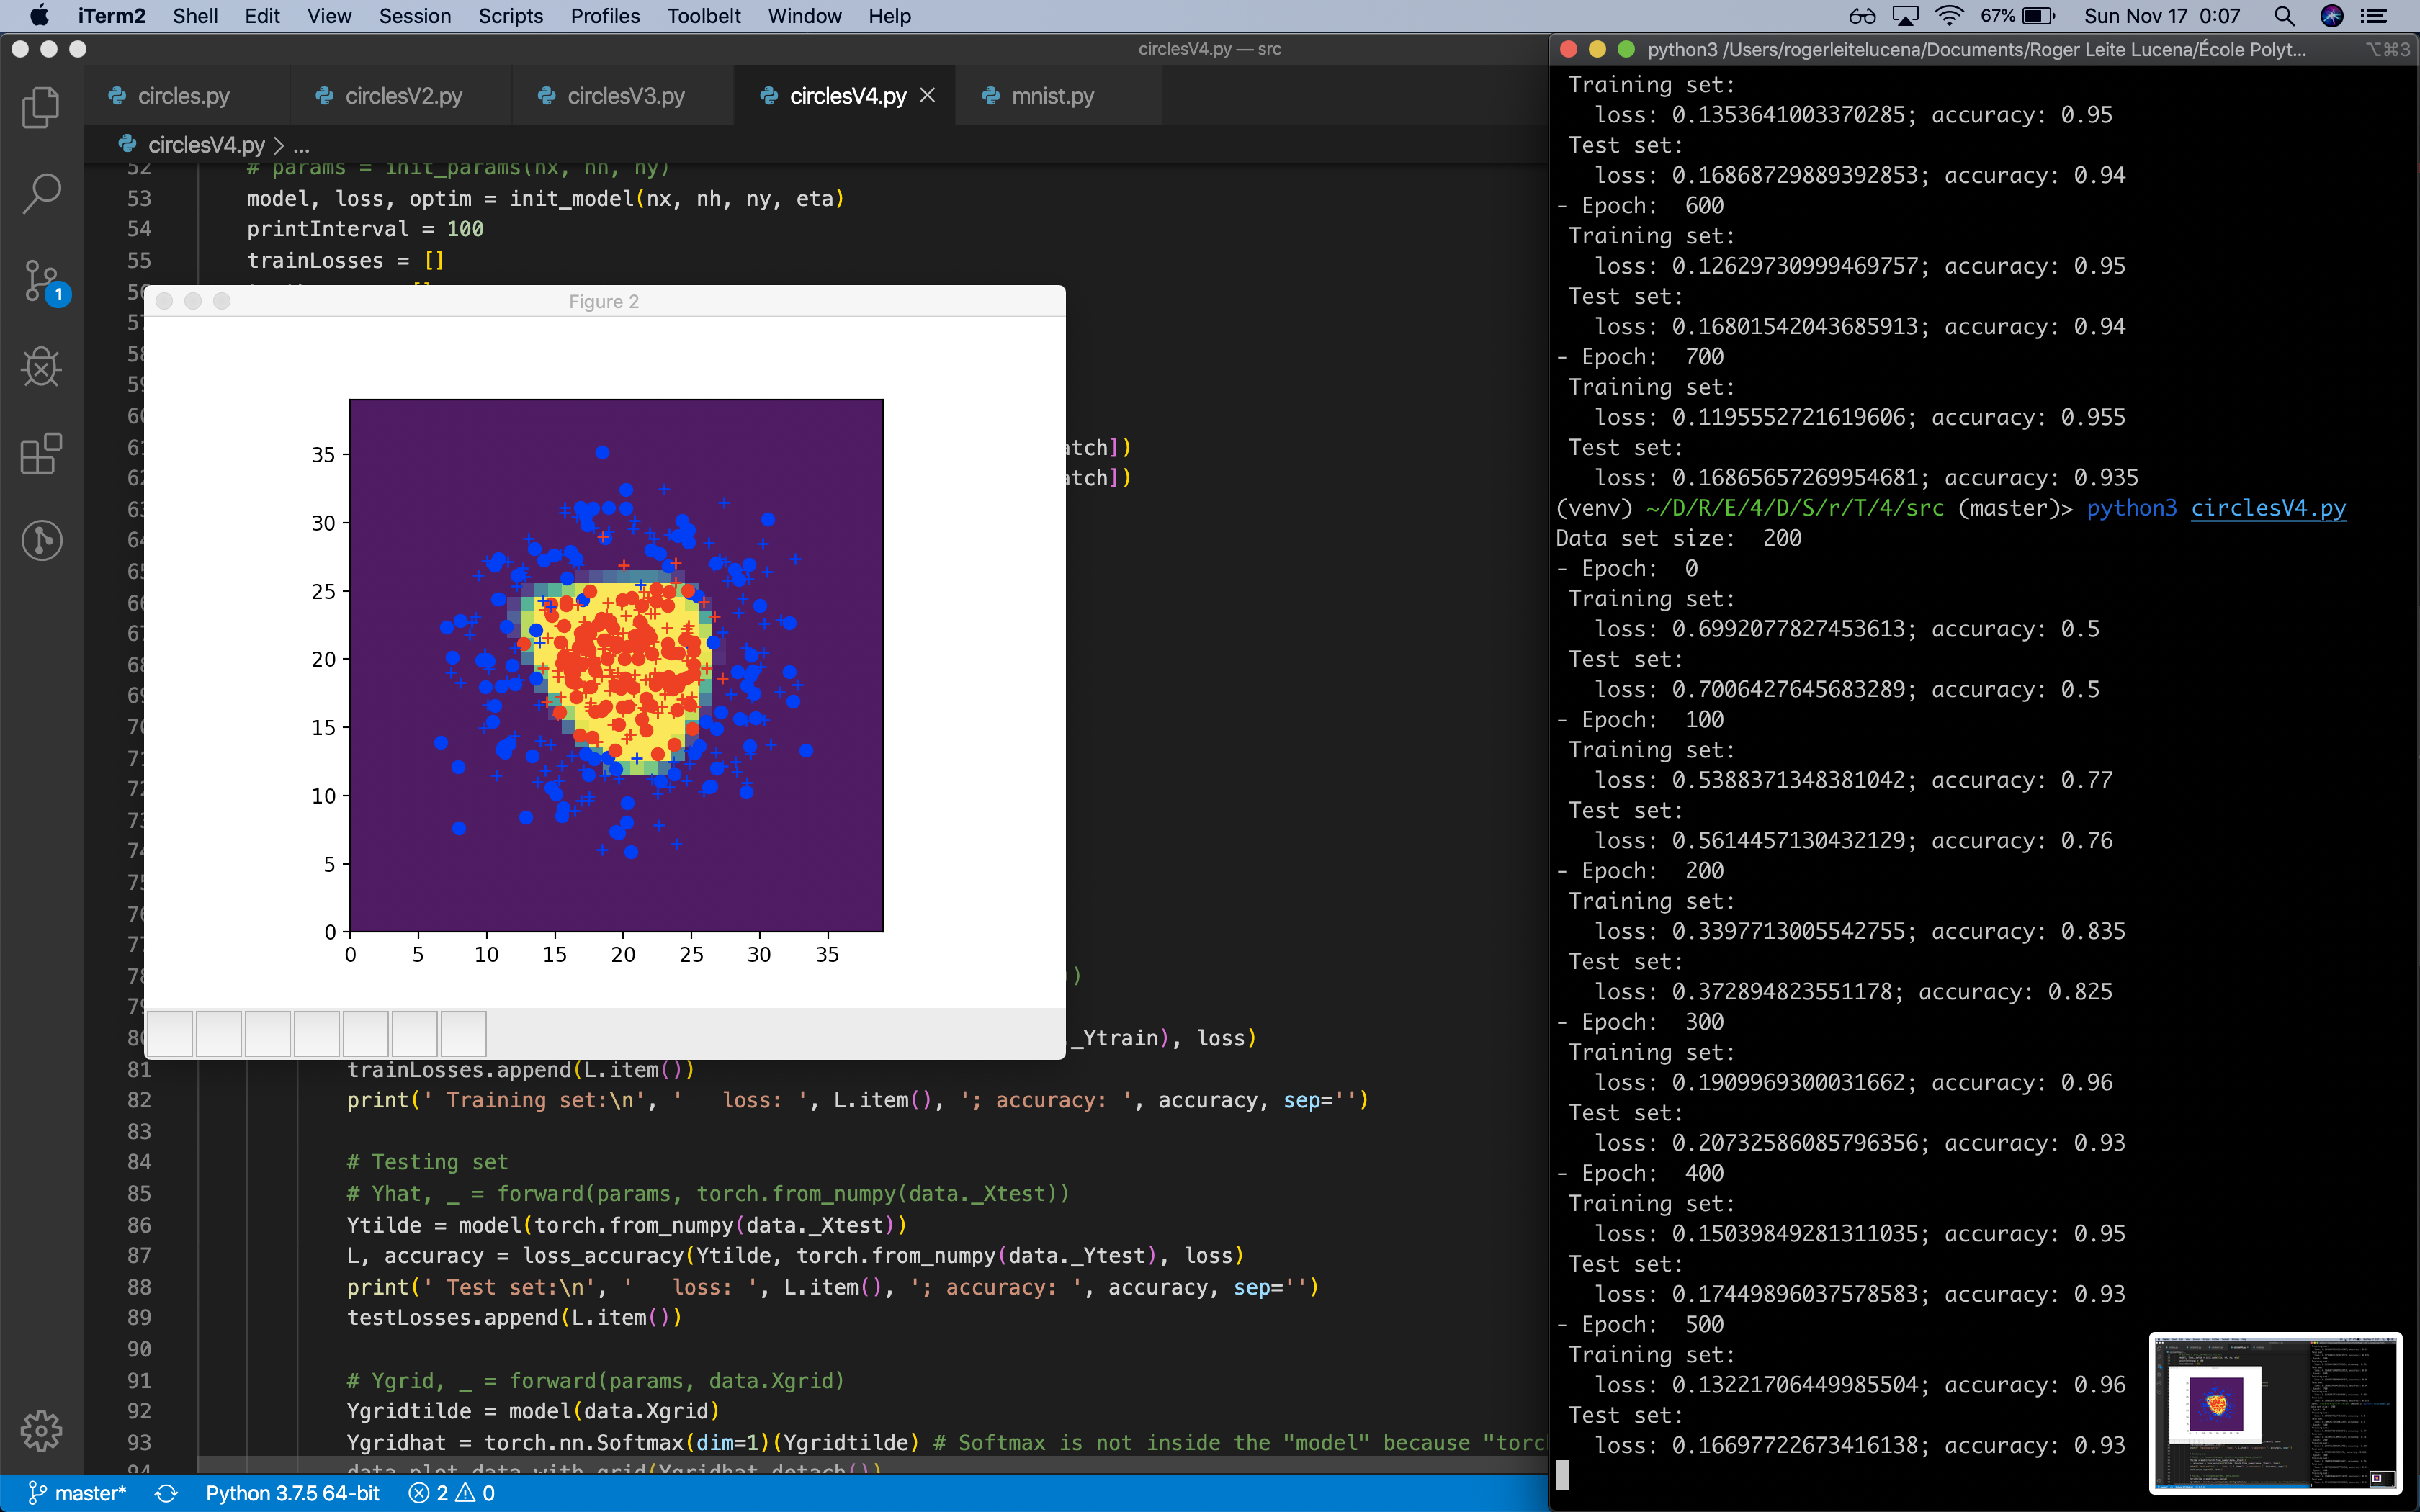 iTerm2 Shell Edit View Session Scripts Profiles Toolbelt Window Help 67% Sun Nov 17 0:07
circlesV4.py — src
circles.py circlesV2.py circlesV3.py circlesV4.py mnist.py
circlesV4.py > ...
52 # params = init_params(nx, nh, ny)
53 model, loss, optim = init_model(nx, nh, ny, eta)
54 printInterval = 100
55 trainLosses = []
1
Figure 2
atch])
atch])
35
30
25
20
15
10
5
0
0 5 10 15 20 25 30 35
)
80 _Ytrain), loss)
81 trainLosses.append(L.item())
82 print(' Training set:\n', '   loss: ', L.item(), '; accuracy: ', accuracy, sep='')
83
84 # Testing set
85 # Yhat, _ = forward(params, torch.from_numpy(data._Xtest))
86 Ytilde = model(torch.from_numpy(data._Xtest))
87 L, accuracy = loss_accuracy(Ytilde, torch.from_numpy(data._Ytest), loss)
88 print(' Test set:\n', '   loss: ', L.item(), '; accuracy: ', accuracy, sep='')
89 testLosses.append(L.item())
90
91 # Ygrid, _ = forward(params, data.Xgrid)
92 Ygridtilde = model(data.Xgrid)
93 Ygridhat = torch.nn.Softmax(dim=1)(Ygridtilde) # Softmax is not inside the "model" because "torc
94 data.plot_data_with_grid(Ygridhat.detach())
master* Python 3.7.5 64-bit 2 0
python3 /Users/rogerleitelucena/Documents/Roger Leite Lucena/École Polyt... ⌥⌘3
Training set:
loss: 0.1353641003370285; accuracy: 0.95
Test set:
loss: 0.16868729889392853; accuracy: 0.94
- Epoch:  600
Training set:
loss: 0.12629730999469757; accuracy: 0.95
Test set:
loss: 0.16801542043685913; accuracy: 0.94
- Epoch:  700
Training set:
loss: 0.1195552721619606; accuracy: 0.955
Test set:
loss: 0.16865657269954681; accuracy: 0.935
(venv) ~/D/R/E/4/D/S/r/T/4/src (master)> python3 circlesV4.py
Data set size:  200
- Epoch:  0
Training set:
loss: 0.6992077827453613; accuracy: 0.5
Test set:
loss: 0.7006427645683289; accuracy: 0.5
- Epoch:  100
Training set:
loss: 0.5388371348381042; accuracy: 0.77
Test set:
loss: 0.5614457130432129; accuracy: 0.76
- Epoch:  200
Training set:
loss: 0.3397713005542755; accuracy: 0.835
Test set:
loss: 0.372894823551178; accuracy: 0.825
- Epoch:  300
Training set:
loss: 0.1909969300031662; accuracy: 0.96
Test set:
loss: 0.20732586085796356; accuracy: 0.93
- Epoch:  400
Training set:
loss: 0.15039849281311035; accuracy: 0.95
Test set:
loss: 0.17449896037578583; accuracy: 0.93
- Epoch:  500
Training set:
loss: 0.13221706449985504; accuracy: 0.96
Test set:
loss: 0.16697722673416138; accuracy: 0.93